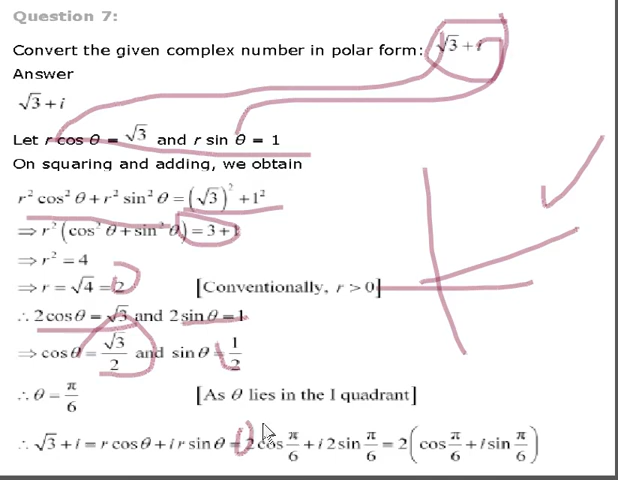 Question 7:
Convert the given complex number in polar form: √3 + i
Answer
√3 + i
Let r cos θ = √3 and r sin θ = 1
On squaring and adding, we obtain
r² cos² θ + r² sin² θ = (√3)² + 1²
⇒ r² (cos² θ + sin² θ) = 3 + 1
⇒ r² = 4
⇒ r = √4 = 2 [Conventionally, r > 0]
∴ 2 cos θ = √3 and 2 sin θ = 1
⇒ cos θ = √3/2 and sin θ = 1/2
∴ θ = π/6 [As θ lies in the I quadrant]
∴ √3 + i = r cos θ + i r sin θ = 2 cos π/6 + i 2 sin π/6 = 2(cos π/6 + i sin π/6)